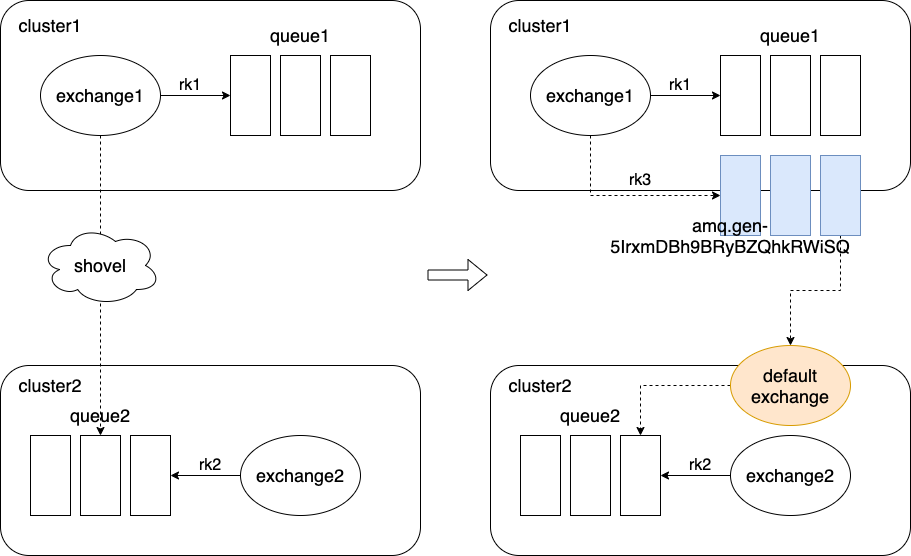 cluster1
queue1
exchange1
rk1
shovel
cluster2
queue2
rk2
exchange2
cluster1
queue1
exchange1
rk1
rk3
amq.gen-
5IrxmDBh9BRyBZQhkRWiSQ
default
exchange
cluster2
queue2
rk2
exchange2